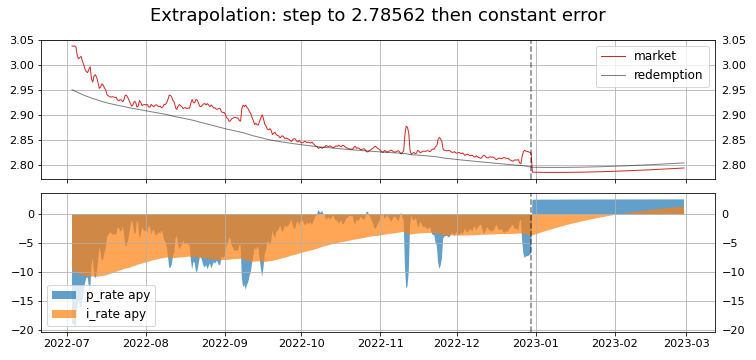 Extrapolation: step to 2.78562 then constant error
3.05 3.05
3.00 3.00
2.95 2.95
2.90 2.90
2.85 2.85
2.80 2.80
market
redemption
0 0
−5 −5
−10 −10
−15 −15
−20 −20
p_rate apy
i_rate apy
2022-07 2022-08 2022-09 2022-10 2022-11 2022-12 2023-01 2023-02 2023-03